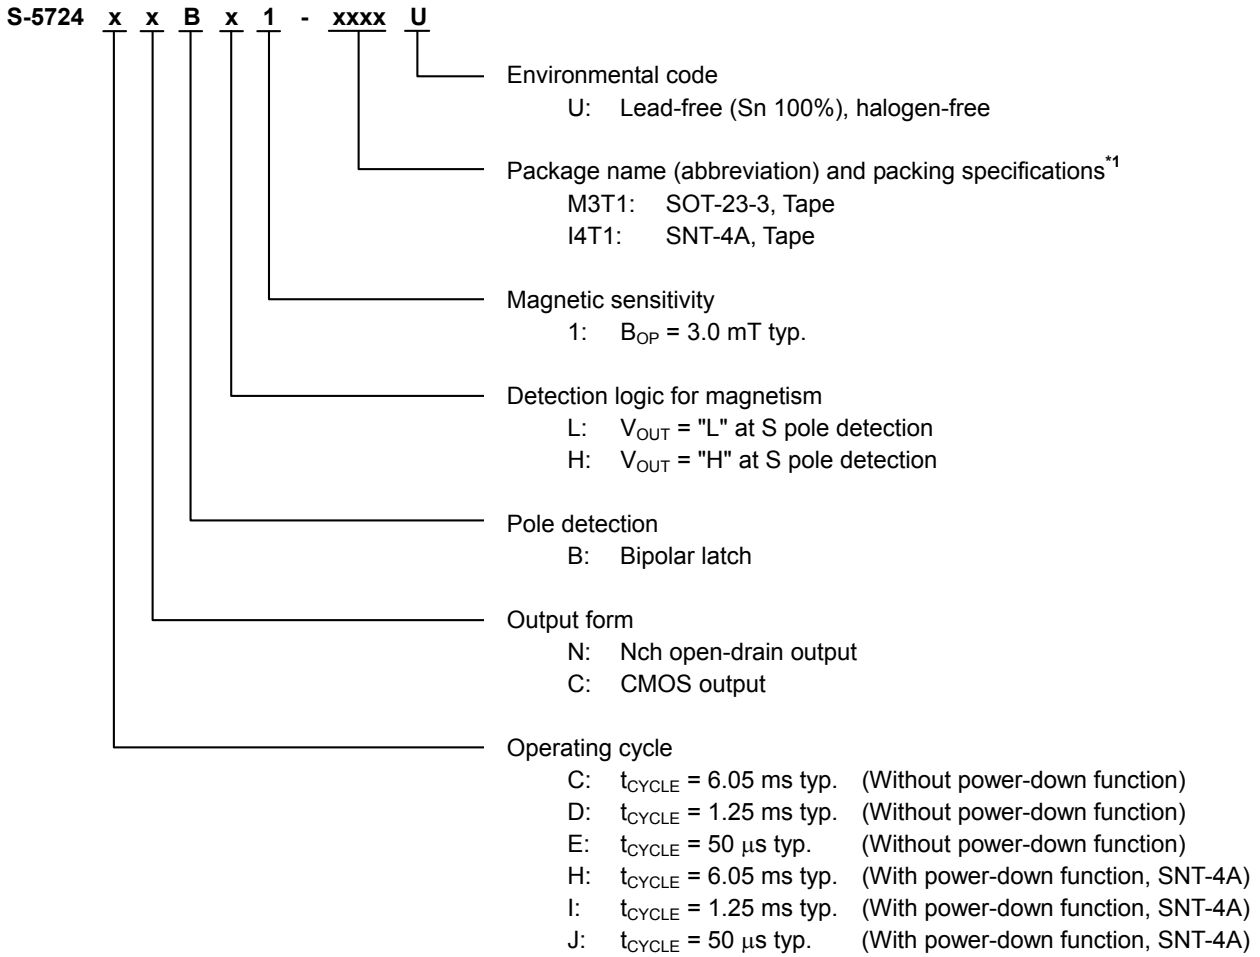 S-5724 x x B x 1 - xxxx U
Environmental code
U: Lead-free (Sn 100%), halogen-free
Package name (abbreviation) and packing specifications*1
M3T1: SOT-23-3, Tape
I4T1: SNT-4A, Tape
Magnetic sensitivity
1: BOP = 3.0 mT typ.
Detection logic for magnetism
L: VOUT = "L" at S pole detection
H: VOUT = "H" at S pole detection
Pole detection
B: Bipolar latch
Output form
N: Nch open-drain output
C: CMOS output
Operating cycle
C: tCYCLE = 6.05 ms typ. (Without power-down function)
D: tCYCLE = 1.25 ms typ. (Without power-down function)
E: tCYCLE = 50 μs typ. (Without power-down function)
H: tCYCLE = 6.05 ms typ. (With power-down function, SNT-4A)
I: tCYCLE = 1.25 ms typ. (With power-down function, SNT-4A)
J: tCYCLE = 50 μs typ. (With power-down function, SNT-4A)